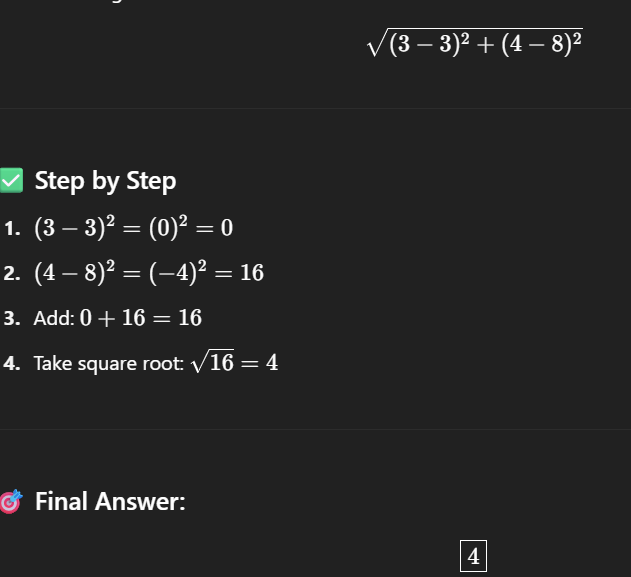 √(3 − 3)² + (4 − 8)²
✅ Step by Step
1. (3 − 3)² = (0)² = 0
2. (4 − 8)² = (−4)² = 16
3. Add: 0 + 16 = 16
4. Take square root: √16 = 4
🎯 Final Answer:
4